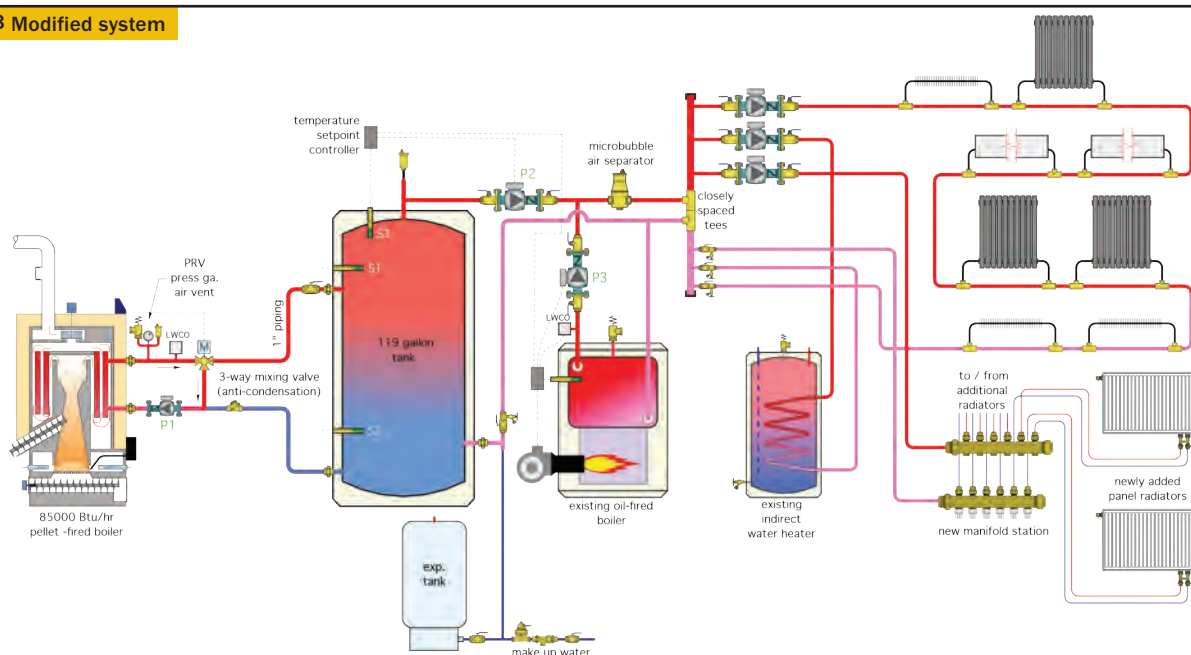 3 Modified system
temperature
setpoint
controller
microbubble
air separator
P2
closely
spaced
tees
S3
S1
PRV
press ga.
air vent
LWCO
M
1" piping
119 gallon
tank
3-way mixing valve
(anti-condensation)
P1
S2
P3
LWCO
85000 Btu/hr
pellet -fired boiler
existing oil-fired
boiler
existing
indirect
water heater
to / from
additional
radiators
newly added
panel radiators
new manifold station
exp.
tank
make up water